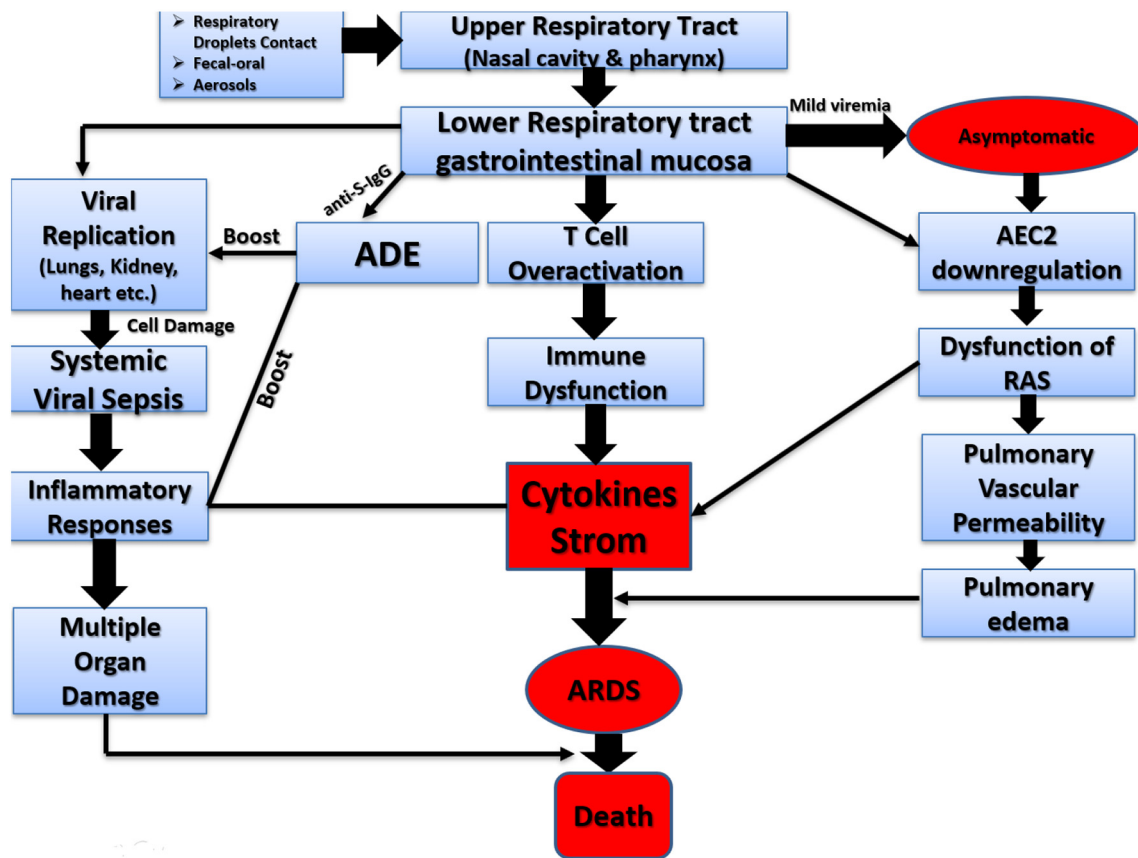 Respiratory
Droplets Contact
Fecal-oral
Aerosols
Upper Respiratory Tract
(Nasal cavity & pharynx)
Lower Respiratory tract
gastrointestinal mucosa
Mild viremia
Asymptomatic
anti-S-IgG
Viral
Replication
(Lungs, Kidney,
heart etc.)
Boost
ADE
T Cell
Overactivation
AEC2
downregulation
Cell Damage
Systemic
Viral Sepsis
Boost
Immune
Dysfunction
Dysfunction of
RAS
Inflammatory
Responses
Cytokines
Strom
Pulmonary
Vascular
Permeability
Multiple
Organ
Damage
Pulmonary
edema
ARDS
Death